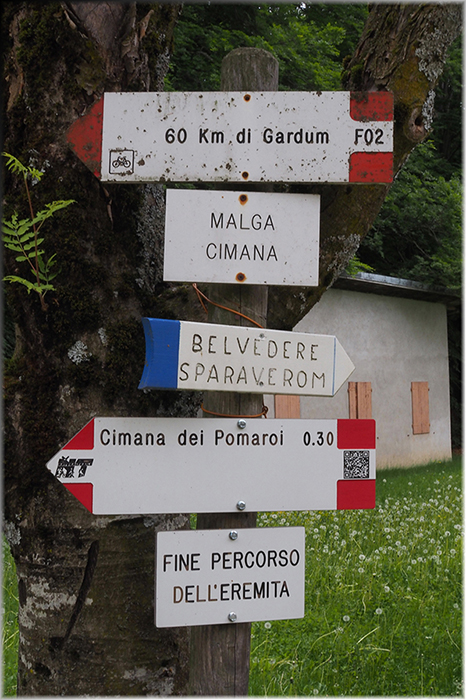 60 Km di Gardum F02
MALGA
CIMANA
BELVEDERE
SPARAVEROM
Cimana dei Pomaroi 0.30
FINE PERCORSO
DELL'EREMITA